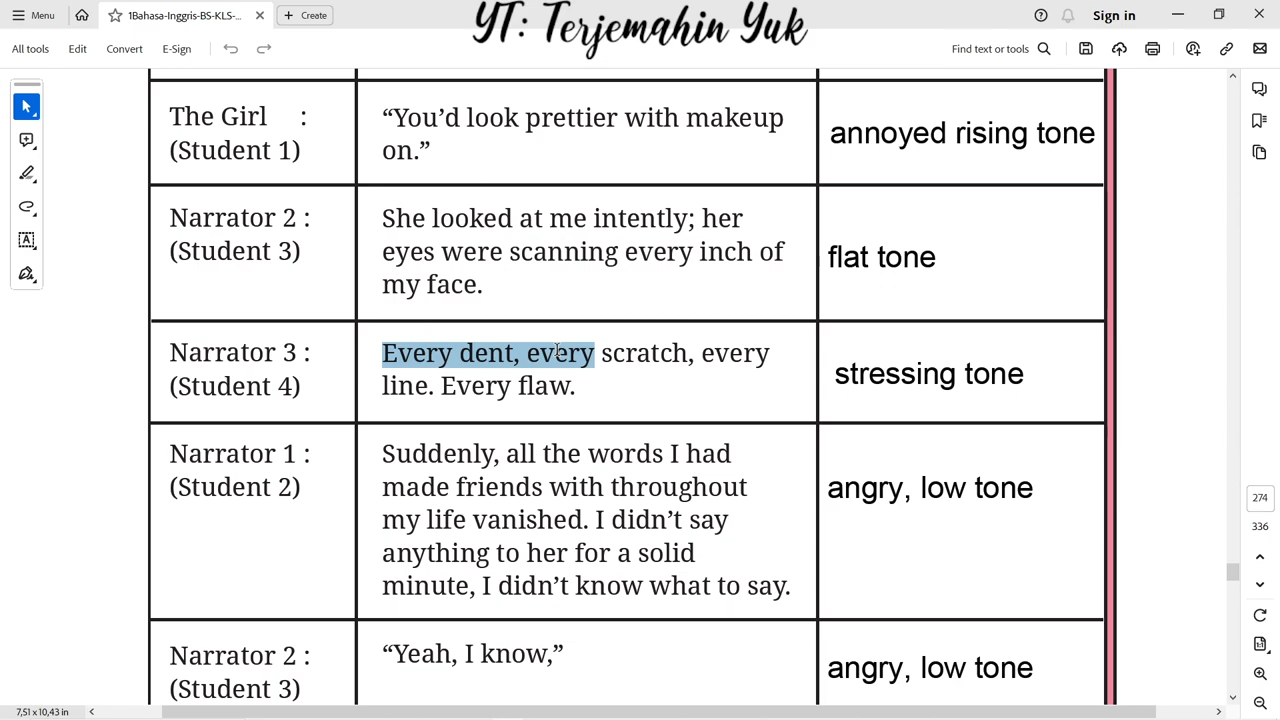 Menu
1Bahasa-Inggris-BS-KLS-...
Create
YT: Terjemahin Yuk
Sign in
All tools Edit Convert E-Sign
Find text or tools
The Girl : “You’d look prettier with makeup annoyed rising tone
(Student 1) on.”
Narrator 2 : She looked at me intently; her flat tone
(Student 3) eyes were scanning every inch of
my face.
Narrator 3 : Every dent, every scratch, every stressing tone
(Student 4) line. Every flaw.
Narrator 1 : Suddenly, all the words I had angry, low tone
(Student 2) made friends with throughout
my life vanished. I didn’t say
anything to her for a solid
minute, I didn’t know what to say.
Narrator 2 : “Yeah, I know,” angry, low tone
(Student 3)
274
336
7,51 x 10,43 in